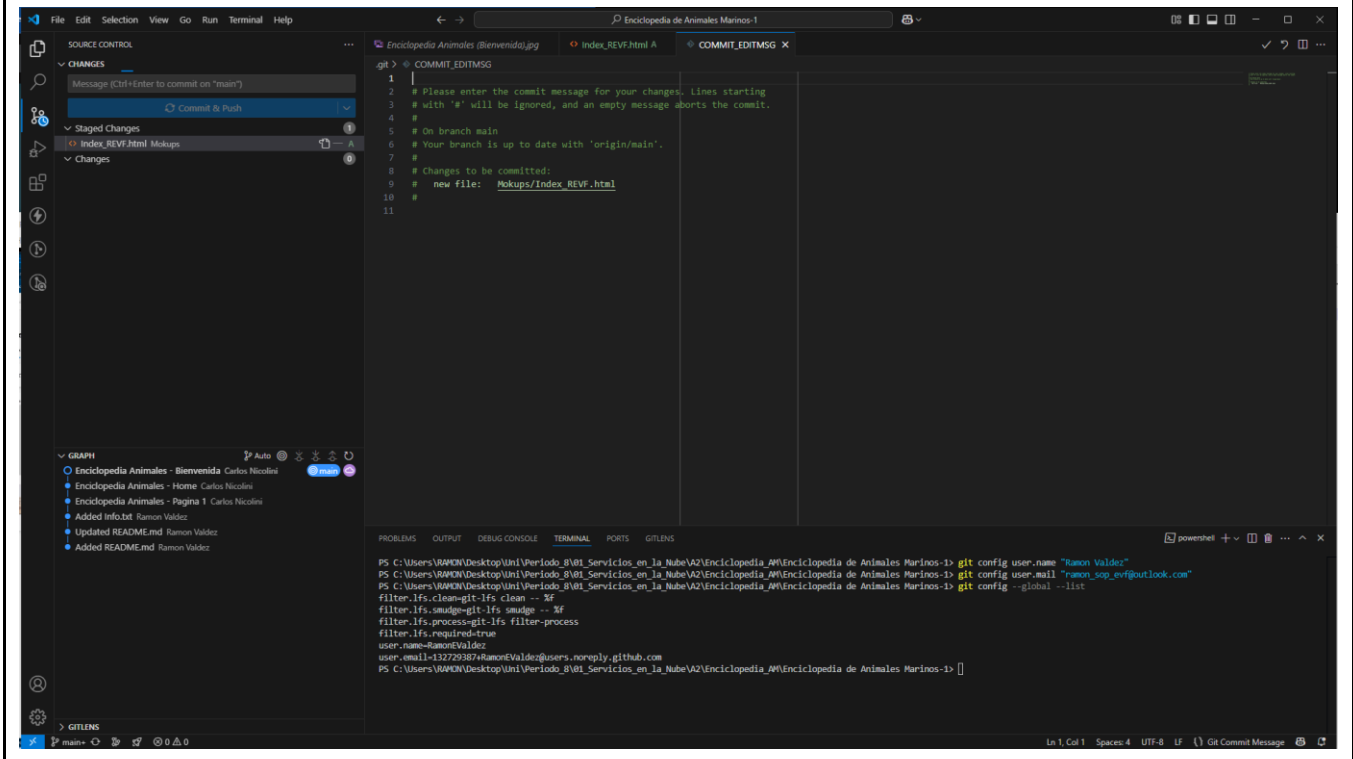 File Edit Selection View Go Run Terminal Help
Enciclopedia de Animales Marinos-1
SOURCE CONTROL
CHANGES
Message (Ctrl+Enter to commit on "main")
Commit & Push
Staged Changes 1
Index_REVF.html Mokups A
Changes 0
Enciclopedia Animales (Bienvenida).jpg Index_REVF.html A COMMIT_EDITMSG
.git > COMMIT_EDITMSG
1
2 # Please enter the commit message for your changes. Lines starting
3 # with '#' will be ignored, and an empty message aborts the commit.
4 #
5 # On branch main
6 # Your branch is up to date with 'origin/main'.
7 #
8 # Changes to be committed:
9 # new file: Mokups/Index_REVF.html
10 #
11
GRAPH Auto
Enciclopedia Animales - Bienvenida Carlos Nicolini main
Enciclopedia Animales - Home Carlos Nicolini
Enciclopedia Animales - Pagina 1 Carlos Nicolini
Added Info.txt Ramon Valdez
Updated README.md Ramon Valdez
Added README.md Ramon Valdez
GITLENS
PROBLEMS OUTPUT DEBUG CONSOLE TERMINAL PORTS GITLENS
powershell
PS C:\Users\RAMON\Desktop\Uni\Periodo_8\01_Servicios_en_la_Nube\A2\Enciclopedia_AM\Enciclopedia de Animales Marinos-1> git config user.name "Ramon Valdez"
PS C:\Users\RAMON\Desktop\Uni\Periodo_8\01_Servicios_en_la_Nube\A2\Enciclopedia_AM\Enciclopedia de Animales Marinos-1> git config user.mail "ramon_sop_evf@outlook.com"
PS C:\Users\RAMON\Desktop\Uni\Periodo_8\01_Servicios_en_la_Nube\A2\Enciclopedia_AM\Enciclopedia de Animales Marinos-1> git config --global --list
filter.lfs.clean=git-lfs clean -- %f
filter.lfs.smudge=git-lfs smudge -- %f
filter.lfs.process=git-lfs filter-process
filter.lfs.required=true
user.name=RamonEValdez
user.email=132729387+RamonEValdez@users.noreply.github.com
PS C:\Users\RAMON\Desktop\Uni\Periodo_8\01_Servicios_en_la_Nube\A2\Enciclopedia_AM\Enciclopedia de Animales Marinos-1>
main+ 0 0 Ln 1, Col 1 Spaces: 4 UTF-8 LF Git Commit Message